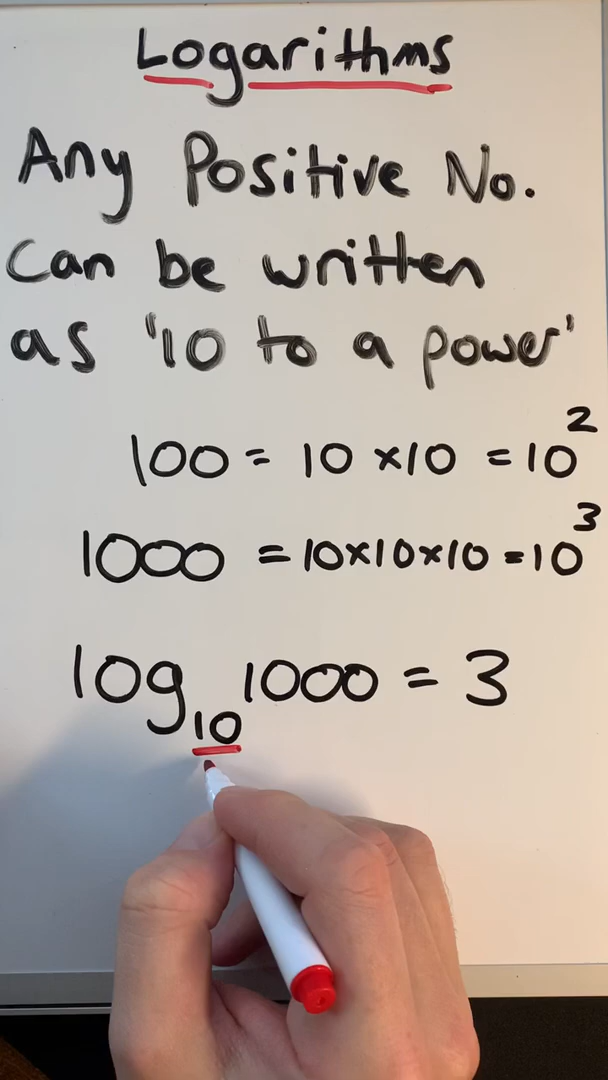 Logarithms
Any Positive No.
can be written
as '10 to a power'
100 = 10 × 10 = 10²
1000 = 10×10×10 = 10³
log₁₀ 1000 = 3